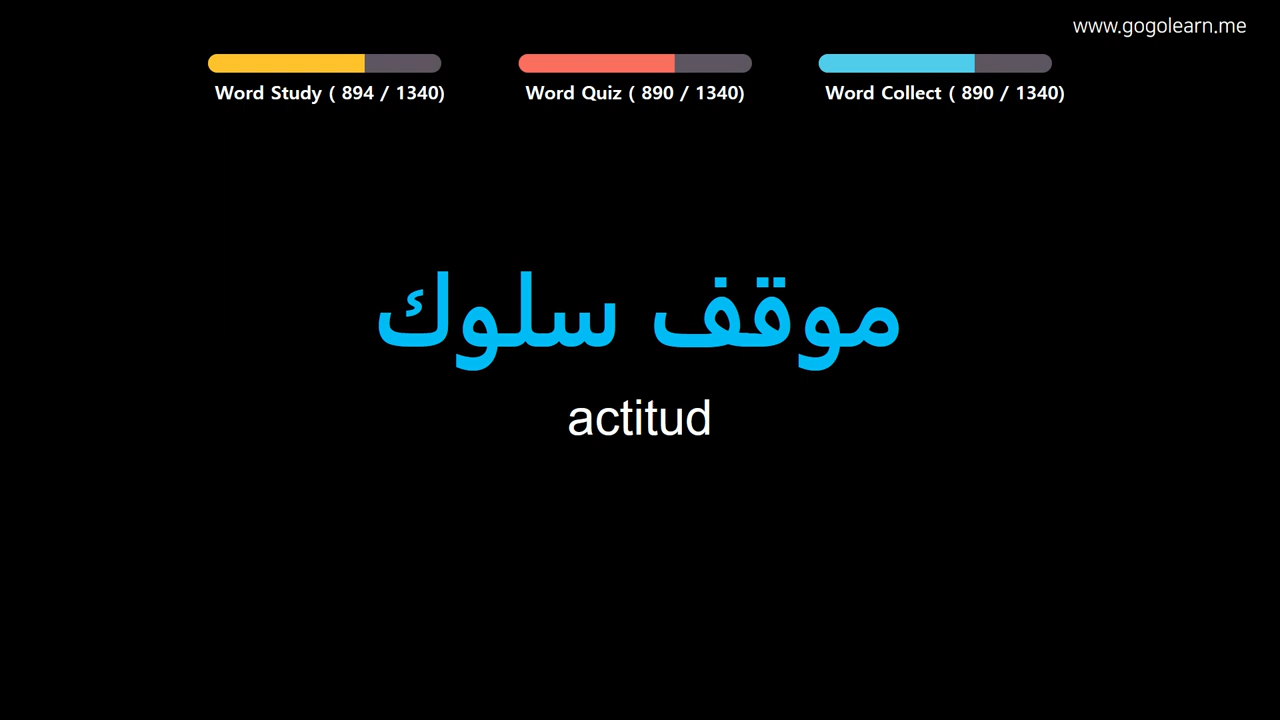 www.gogolearn.me
Word Study ( 894 / 1340)
Word Quiz ( 890 / 1340)
Word Collect ( 890 / 1340)
موقف سلوك
actitud